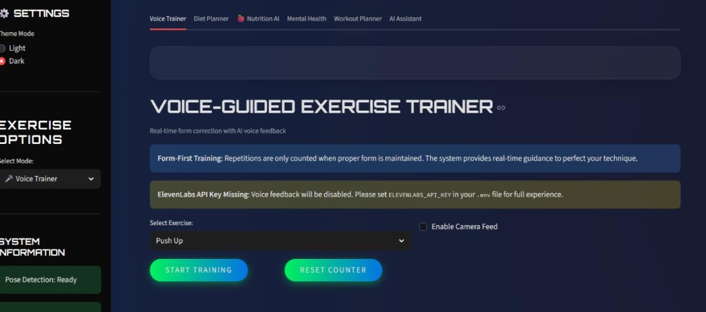 SETTINGS
Theme Mode
Light
Dark
EXERCISE
OPTIONS
Select Mode:
Voice Trainer
SYSTEM
INFORMATION
Pose Detection: Ready
Voice Trainer Diet Planner Nutrition AI Mental Health Workout Planner AI Assistant
VOICE-GUIDED EXERCISE TRAINER
Real-time form correction with AI voice feedback
Form-First Training: Repetitions are only counted when proper form is maintained. The system provides real-time guidance to perfect your technique.
ElevenLabs API Key Missing: Voice feedback will be disabled. Please set ELEVENLABS_API_KEY in your .env file for full experience.
Select Exercise:
Push Up
Enable Camera Feed
START TRAINING
RESET COUNTER